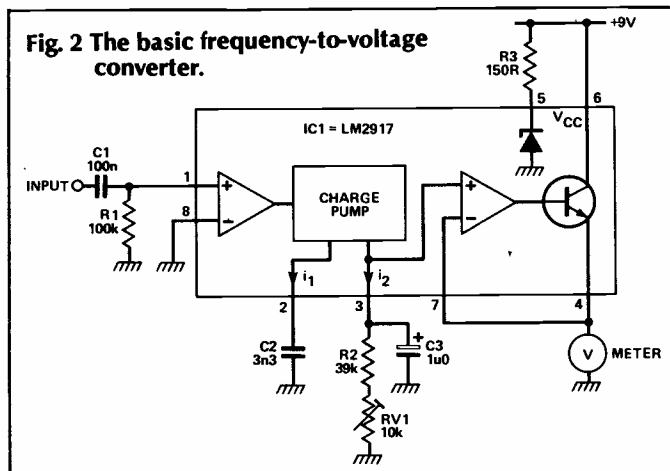 Fig. 2 The basic frequency-to-voltage
converter.
+9V
R3
150R
5
6
IC1 = LM2917
VCC
C1
100n
INPUT
1
+
8
−
R1
100k
CHARGE
PUMP
+
−
i1
i2
2
3
7
4
C2
3n3
R2
39k
+
C3
1u0
V
METER
RV1
10k